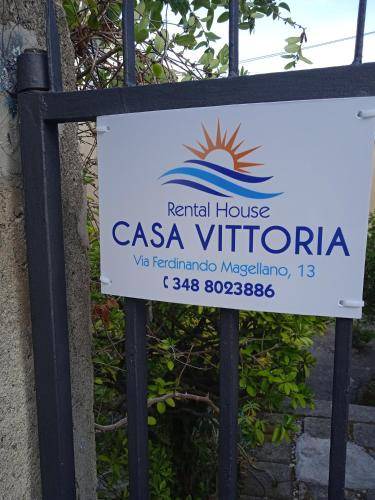 Rental House
CASA VITTORIA
Via Ferdinando Magellano, 13
348 8023886